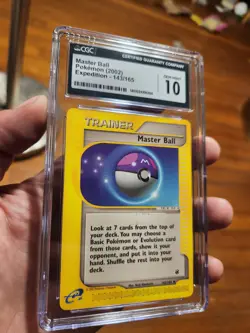 CGC
CERTIFIED GUARANTY COMPANY
Master Ball
Pokémon (2002)
Expedition - 143/165
GEM MINT
10
TRAINER
Master Ball
Look at 7 cards from the top of
your deck. You may choose a
Basic Pokémon or Evolution card
from those cards, show it your
opponent, and put it into your
hand. Shuffle the rest into your
deck.
e